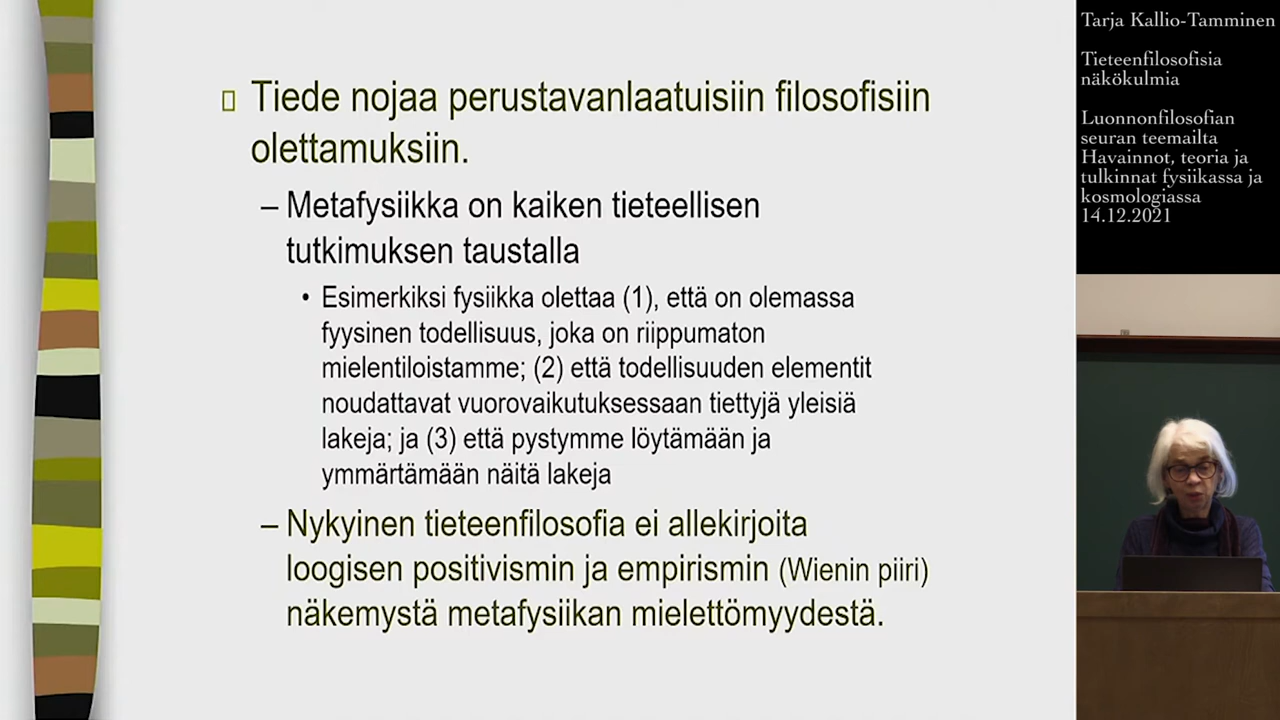 Tiede nojaa perustavanlaatuisiin filosofisiin
olettamuksiin.
– Metafysiikka on kaiken tieteellisen
tutkimuksen taustalla
• Esimerkiksi fysiikka olettaa (1), että on olemassa
fyysinen todellisuus, joka on riippumaton
mielentiloistamme; (2) että todellisuuden elementit
noudattavat vuorovaikutuksessaan tiettyjä yleisiä
lakeja; ja (3) että pystymme löytämään ja
ymmärtämään näitä lakeja
– Nykyinen tieteenfilosofia ei allekirjoita
loogisen positivismin ja empirismin (Wienin piiri)
näkemystä metafysiikan mielettömyydestä.
Tarja Kallio-Tamminen
Tieteenfilosofisia
näkökulmia
Luonnonfilosofian
seuran teemailta
Havainnot, teoria ja
tulkinnat fysiikassa ja
kosmologiassa
14.12.2021